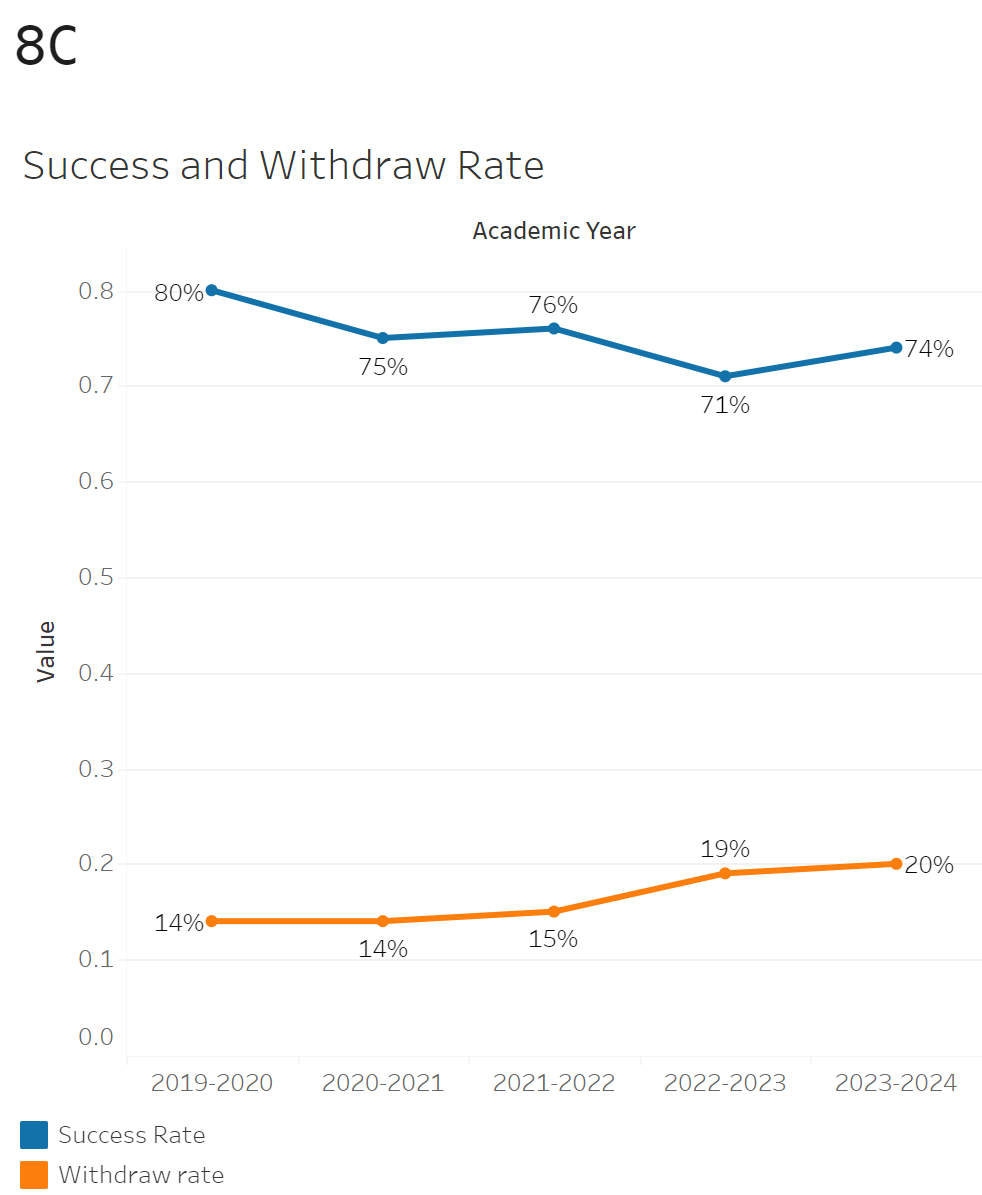 8C
Success and Withdraw Rate
Academic Year
0.8
0.7
0.6
0.5
0.4
0.3
0.2
0.1
0.0
Value
80%
75%
76%
71%
74%
14%
14%
15%
19%
20%
2019-2020 2020-2021 2021-2022 2022-2023 2023-2024
Success Rate
Withdraw rate